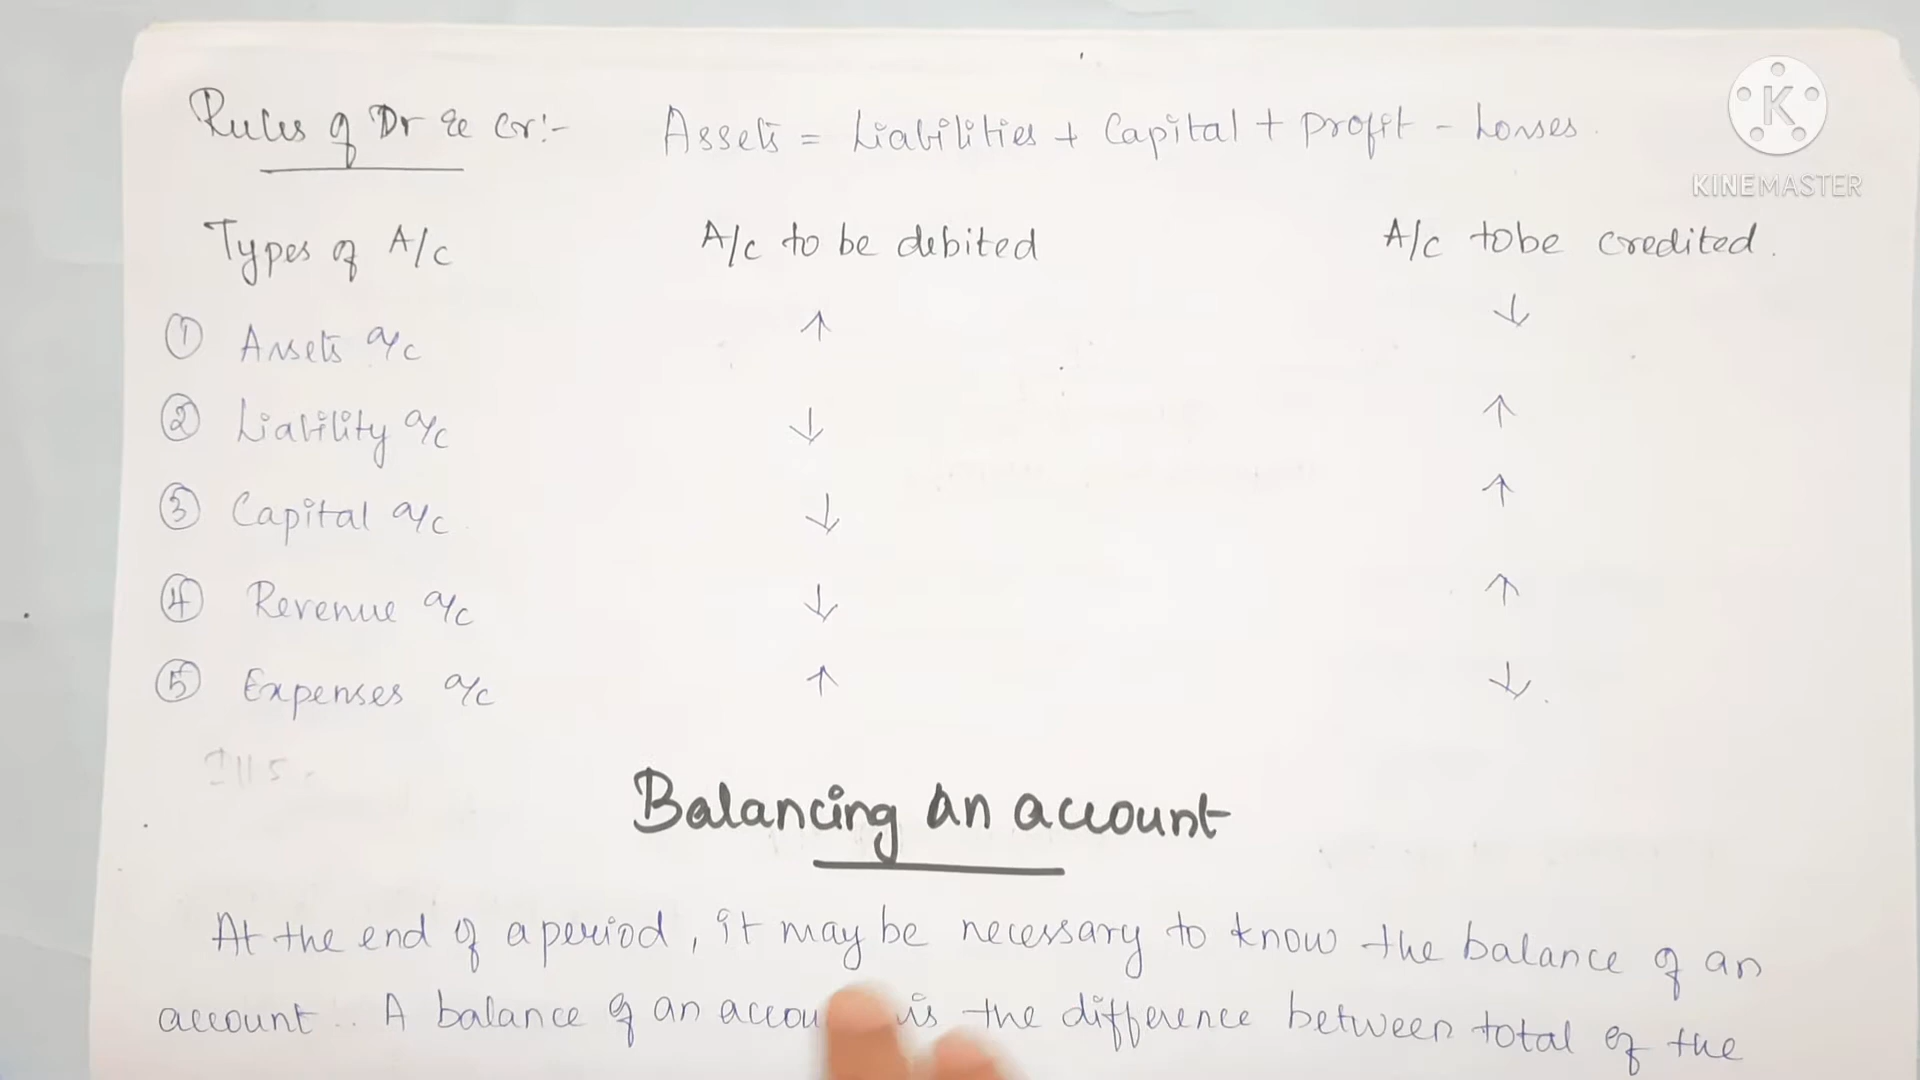 Rules of Dr & Cr:- Assets = Liabilities + Capital + Profit - Losses.
KINEMASTER
Types of A/c A/c to be debited A/c tobe credited.
① Assets a/c ↑ ↓
② Liability a/c ↓ ↑
③ Capital a/c ↓ ↑
④ Revenue a/c ↓ ↑
⑤ Expenses a/c ↑ ↓.
Balancing an account
At the end of a period, it may be necessary to know the balance of an
account.. A balance of an is the difference between total of the